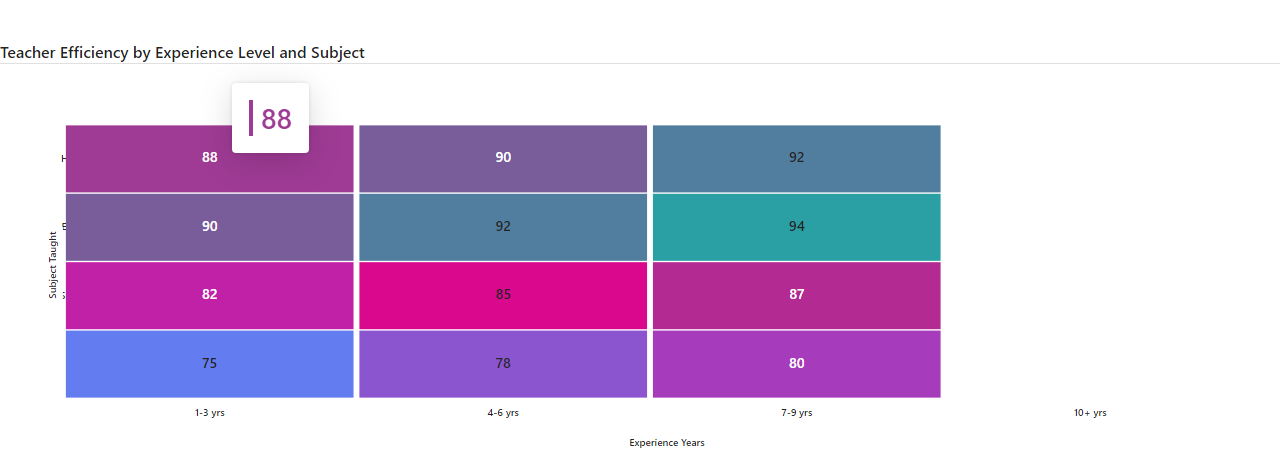 Teacher Efficiency by Experience Level and Subject
88
88 90 92
90 92 94
82 85 87
75 78 80
Subject Taught
1-3 yrs 4-6 yrs 7-9 yrs 10+ yrs
Experience Years